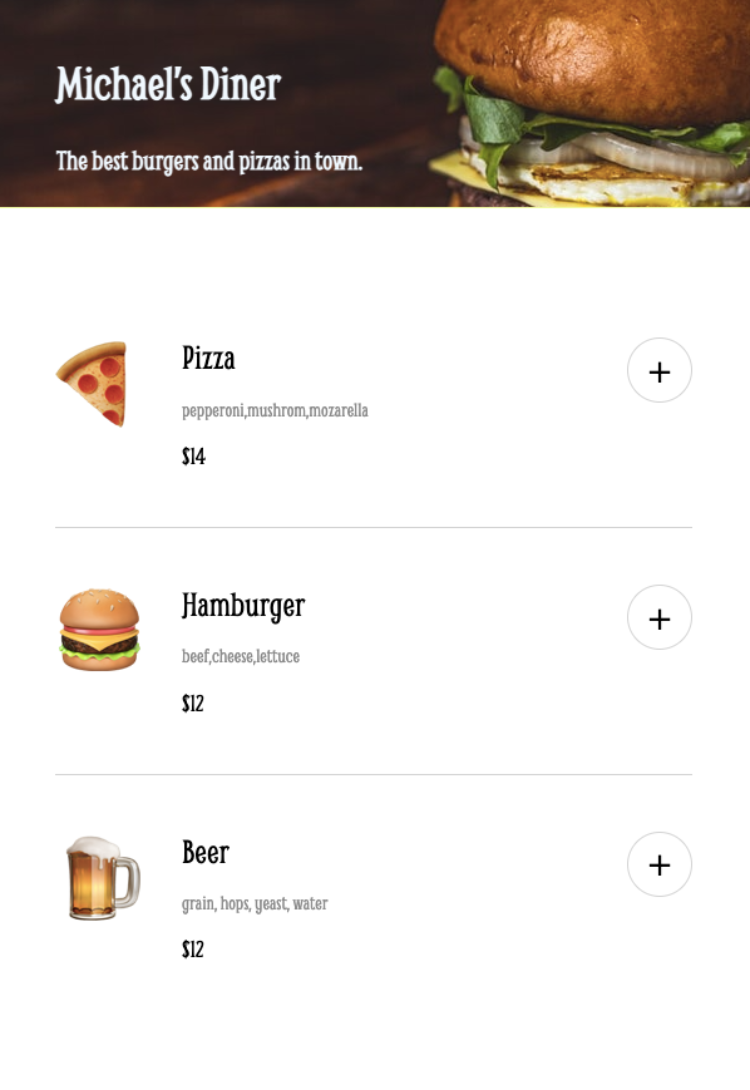 Michael's Diner
The best burgers and pizzas in town.
Pizza
pepperoni,mushrom,mozarella
$14
+
Hamburger
beef,cheese,lettuce
$12
+
Beer
grain, hops, yeast, water
$12
+